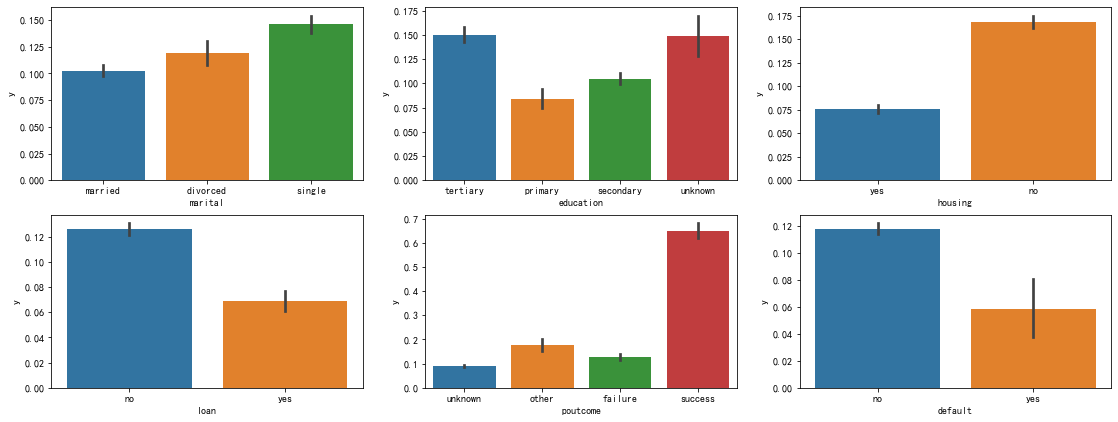 0.150
0.125
0.100
0.075
0.050
0.025
0.000
y
married divorced single
marital
0.175
0.150
0.125
0.100
0.075
0.050
0.025
0.000
y
tertiary primary secondary unknown
education
0.175
0.150
0.125
0.100
0.075
0.050
0.025
0.000
y
yes no
housing
0.12
0.10
0.08
0.06
0.04
0.02
0.00
y
no yes
loan
0.7
0.6
0.5
0.4
0.3
0.2
0.1
0.0
y
unknown other failure success
poutcome
0.12
0.10
0.08
0.06
0.04
0.02
0.00
y
no yes
default